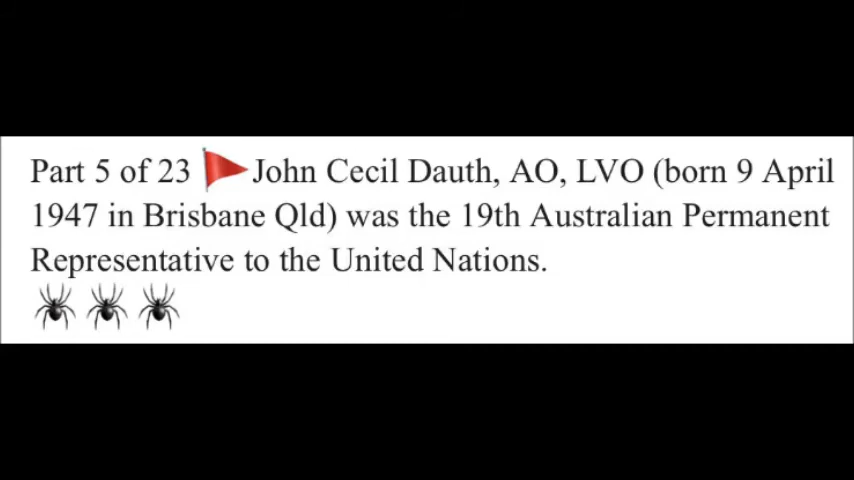 Part 5 of 23 🚩John Cecil Dauth, AO, LVO (born 9 April
1947 in Brisbane Qld) was the 19th Australian Permanent
Representative to the United Nations.
🕷🕷🕷